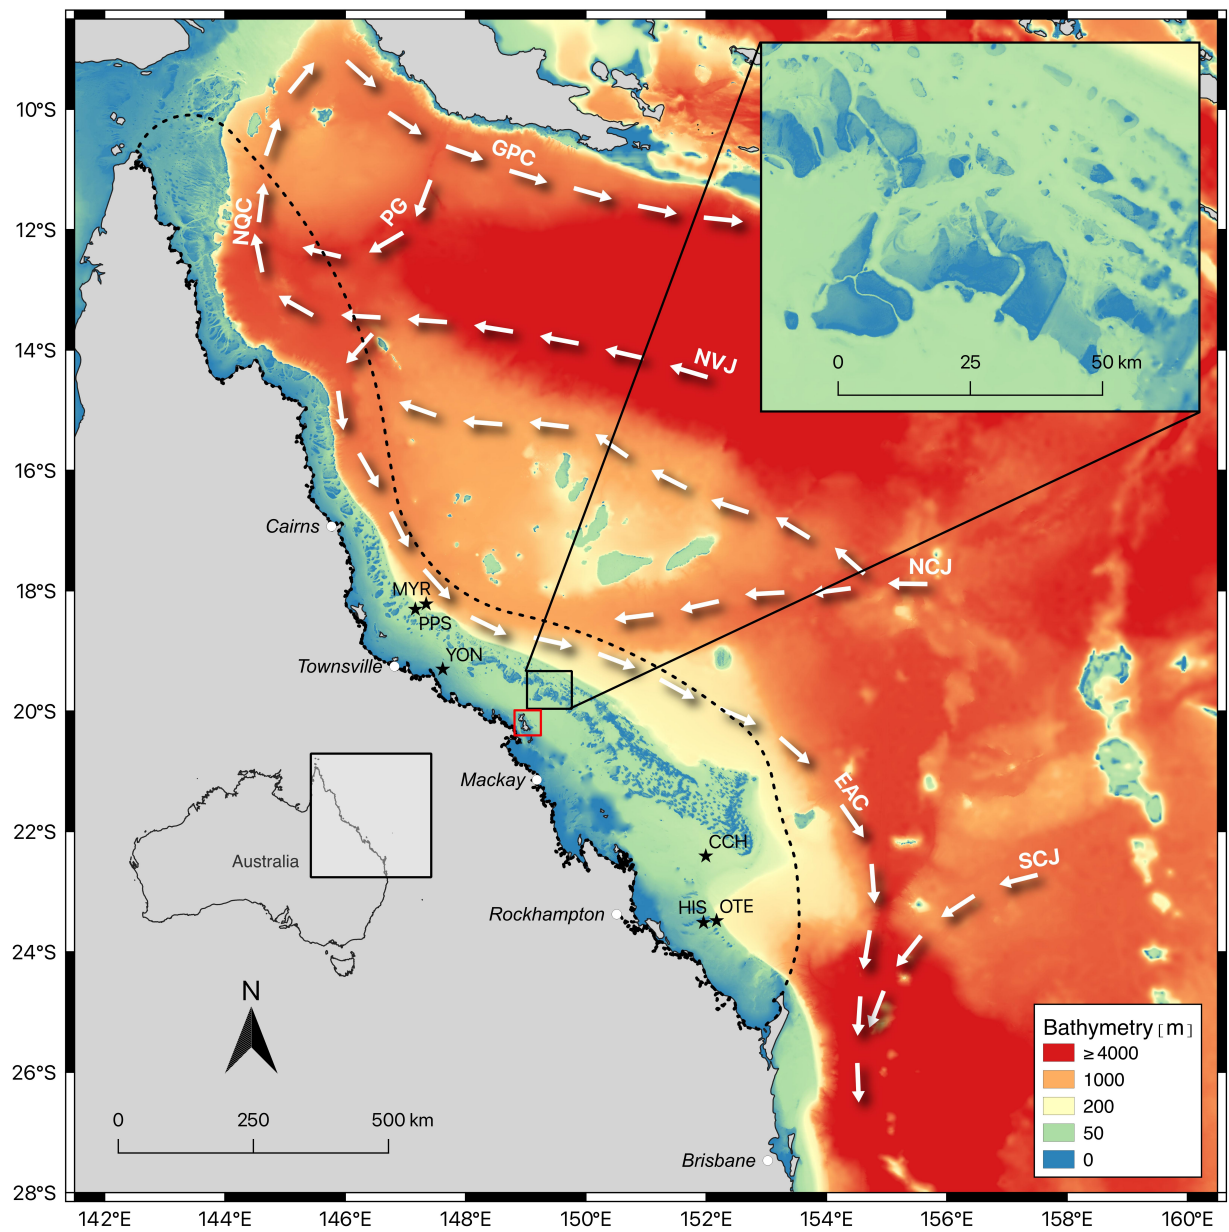 10°S
12°S
14°S
16°S
18°S
20°S
22°S
24°S
26°S
28°S
142°E
144°E
146°E
148°E
150°E
152°E
154°E
156°E
158°E
160°E
GPC
PG
NQC
NVJ
NCJ
EAC
SCJ
0 25 50 km
Cairns
MYR
PPS
YON
Townsville
Mackay
CCH
HIS
OTE
Rockhampton
Brisbane
Australia
N
0 250 500 km
Bathymetry [m]
≥4000
1000
200
50
0